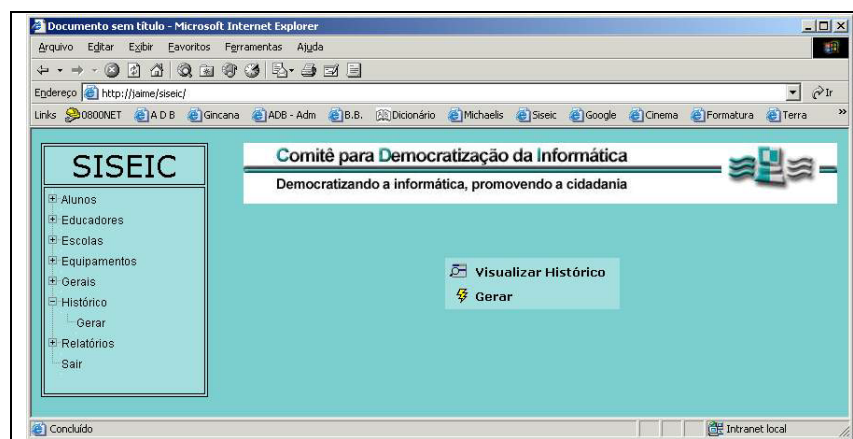 Documento sem título - Microsoft Internet Explorer
Arquivo Editar Exibir Favoritos Ferramentas Ajuda
Endereço http://jaime/siseic/ Ir
Links 0800NET A D B Gincana ADB - Adm B.B. Dicionário Michaelis Siseic Google Cinema Formatura Terra »
SISEIC
Alunos
Educadores
Escolas
Equipamentos
Gerais
Histórico
Gerar
Relatórios
Sair
Comitê para Democratização da Informática
Democratizando a informática, promovendo a cidadania
Visualizar Histórico
Gerar
Concluído Intranet local